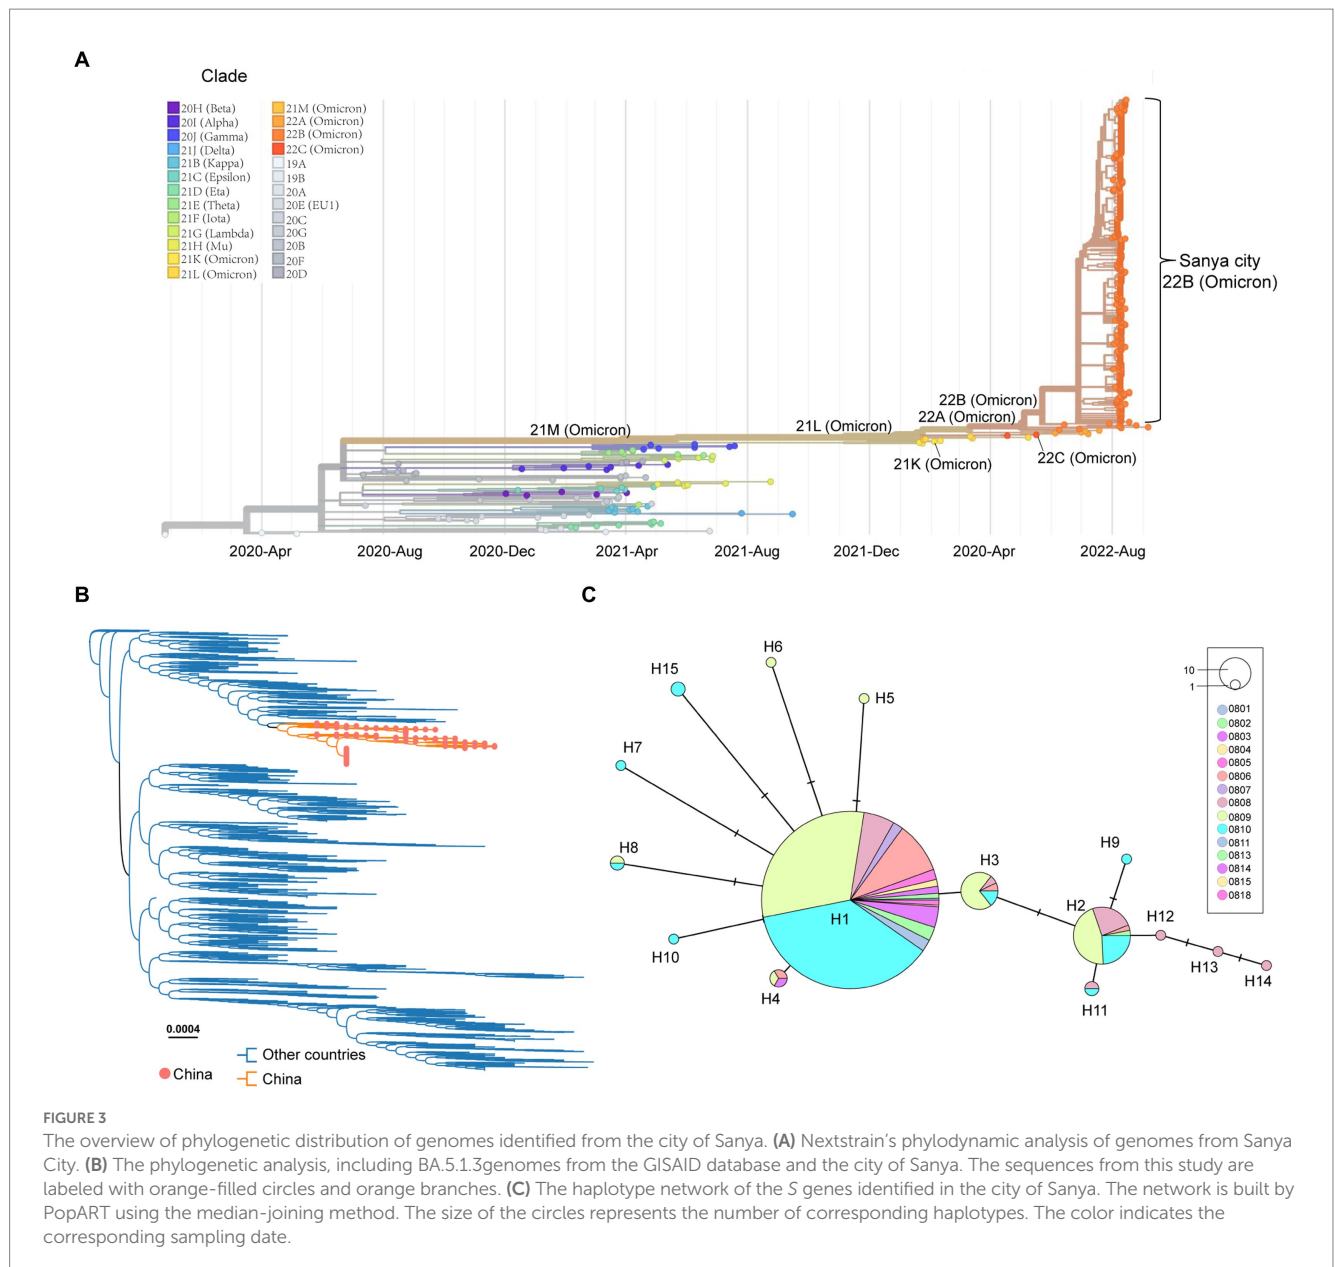 A
Clade
20H (Beta)
20I (Alpha)
20J (Gamma)
21J (Delta)
21B (Kappa)
21C (Epsilon)
21D (Eta)
21E (Theta)
21F (Iota)
21G (Lambda)
21H (Mu)
21K (Omicron)
21L (Omicron)
21M (Omicron)
22A (Omicron)
22B (Omicron)
22C (Omicron)
19A
19B
20A
20E (EU1)
20C
20G
20B
20F
20D
Sanya city
22B (Omicron)
22B (Omicron)
22A (Omicron)
21L (Omicron)
21M (Omicron)
21K (Omicron)
22C (Omicron)
2020-Apr 2020-Aug 2020-Dec 2021-Apr 2021-Aug 2021-Dec 2020-Apr 2022-Aug
B
0.0004
Other countries
China
China
C
H6
H15
H5
H7
H8
H3
H9
H2
H12
H1
H10
H13
H14
H4
H11
10
1
0801
0802
0803
0804
0805
0806
0807
0808
0809
0810
0811
0813
0814
0815
0818
FIGURE 3
The overview of phylogenetic distribution of genomes identified from the city of Sanya. (A) Nextstrain's phylodynamic analysis of genomes from Sanya
City. (B) The phylogenetic analysis, including BA.5.1.3genomes from the GISAID database and the city of Sanya. The sequences from this study are
labeled with orange-filled circles and orange branches. (C) The haplotype network of the S genes identified in the city of Sanya. The network is built by
PopART using the median-joining method. The size of the circles represents the number of corresponding haplotypes. The color indicates the
corresponding sampling date.